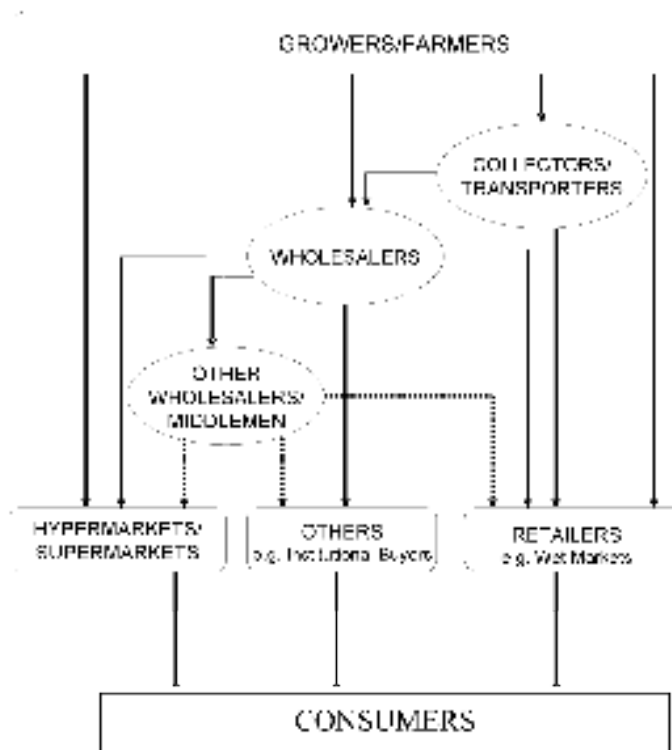 GROWERS/FARMERS
COLLECTORS/
TRANSPORTERS
WHOLESALERS
OTHER
WHOLESALERS/
MIDDLEMEN
HYPERMARKETS/
SUPERMARKETS
OTHERS
e.g. Institutional Buyers
RETAILERS
e.g. Wet Markets
CONSUMERS